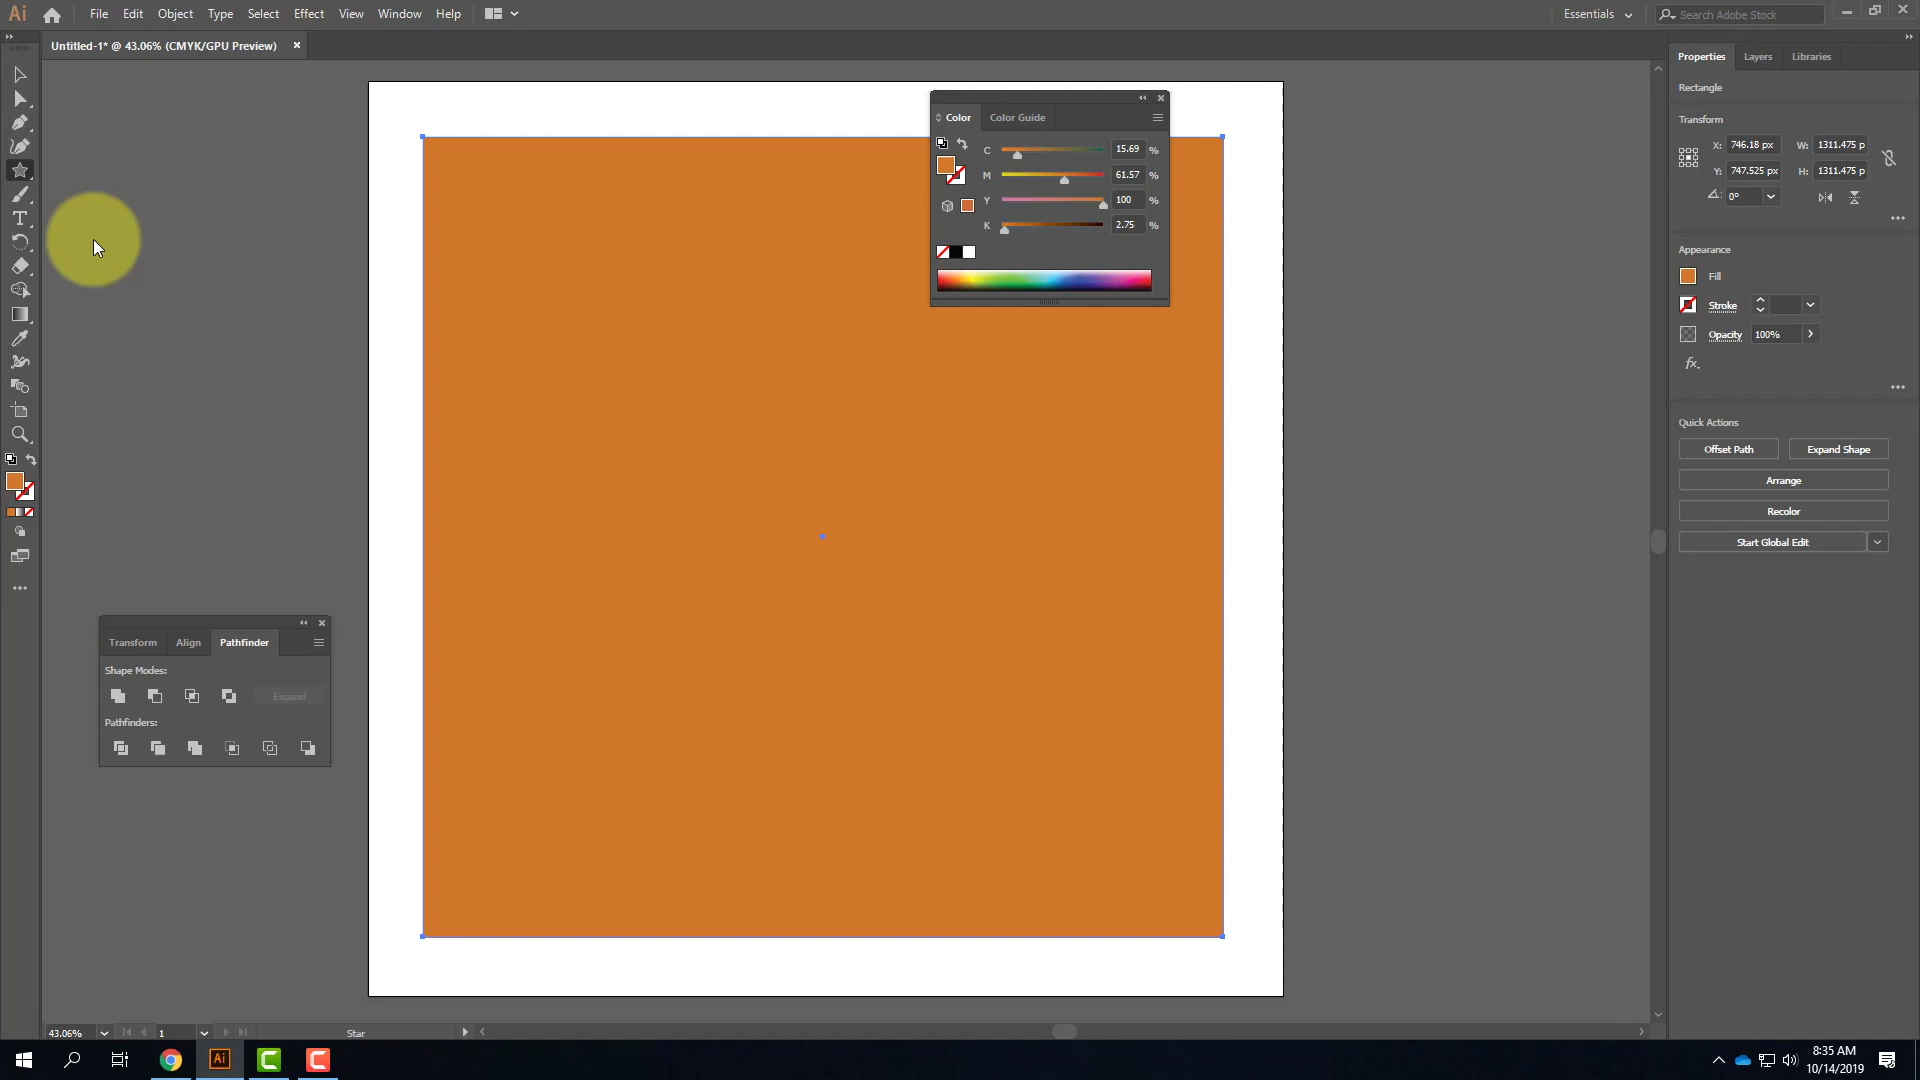 Ai File Edit Object Type Select Effect View Window Help Essentials Search Adobe Stock
Untitled-1* @ 43.06% (CMYK/GPU Preview)
Properties Layers Libraries
Rectangle
Transform
X: 746.18 px W: 1311.475 p
Y: 747.525 px H: 1311.475 p
0°
Appearance
Fill
Stroke
Opacity 100%
fx.
Quick Actions
Offset Path Expand Shape
Arrange
Recolor
Start Global Edit
Color Color Guide
C 15.69 %
M 61.57 %
Y 100 %
K 2.75 %
Transform Align Pathfinder
Shape Modes:
Expand
Pathfinders:
43.06% 1 Star
Ai
8:35 AM
10/14/2019